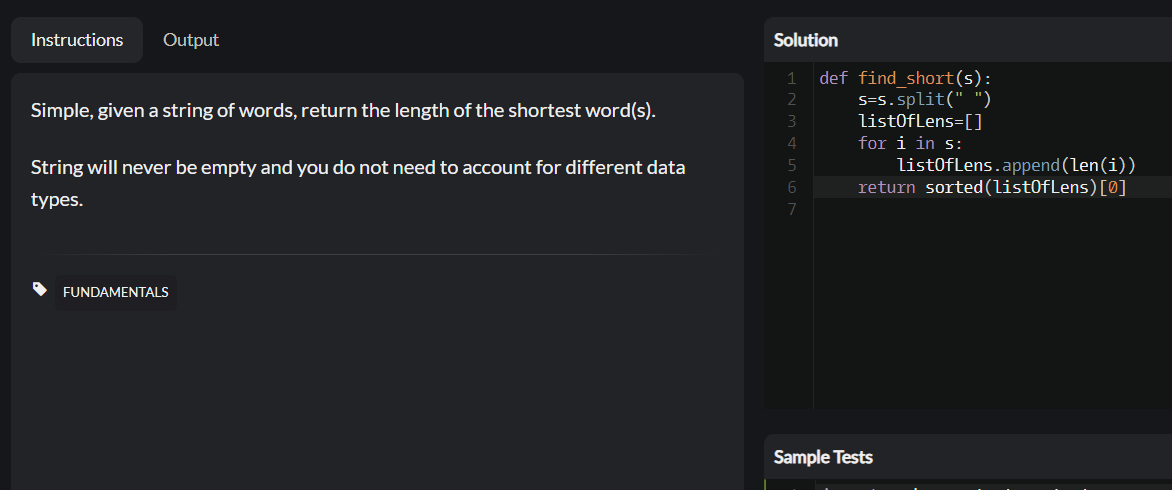 Instructions
Output
Simple, given a string of words, return the length of the shortest word(s).
String will never be empty and you do not need to account for different data
types.
FUNDAMENTALS
Solution
1 def find_short(s):
2     s=s.split(" ")
3     listOfLens=[]
4     for i in s:
5         listOfLens.append(len(i))
6     return sorted(listOfLens)[0]
7
Sample Tests